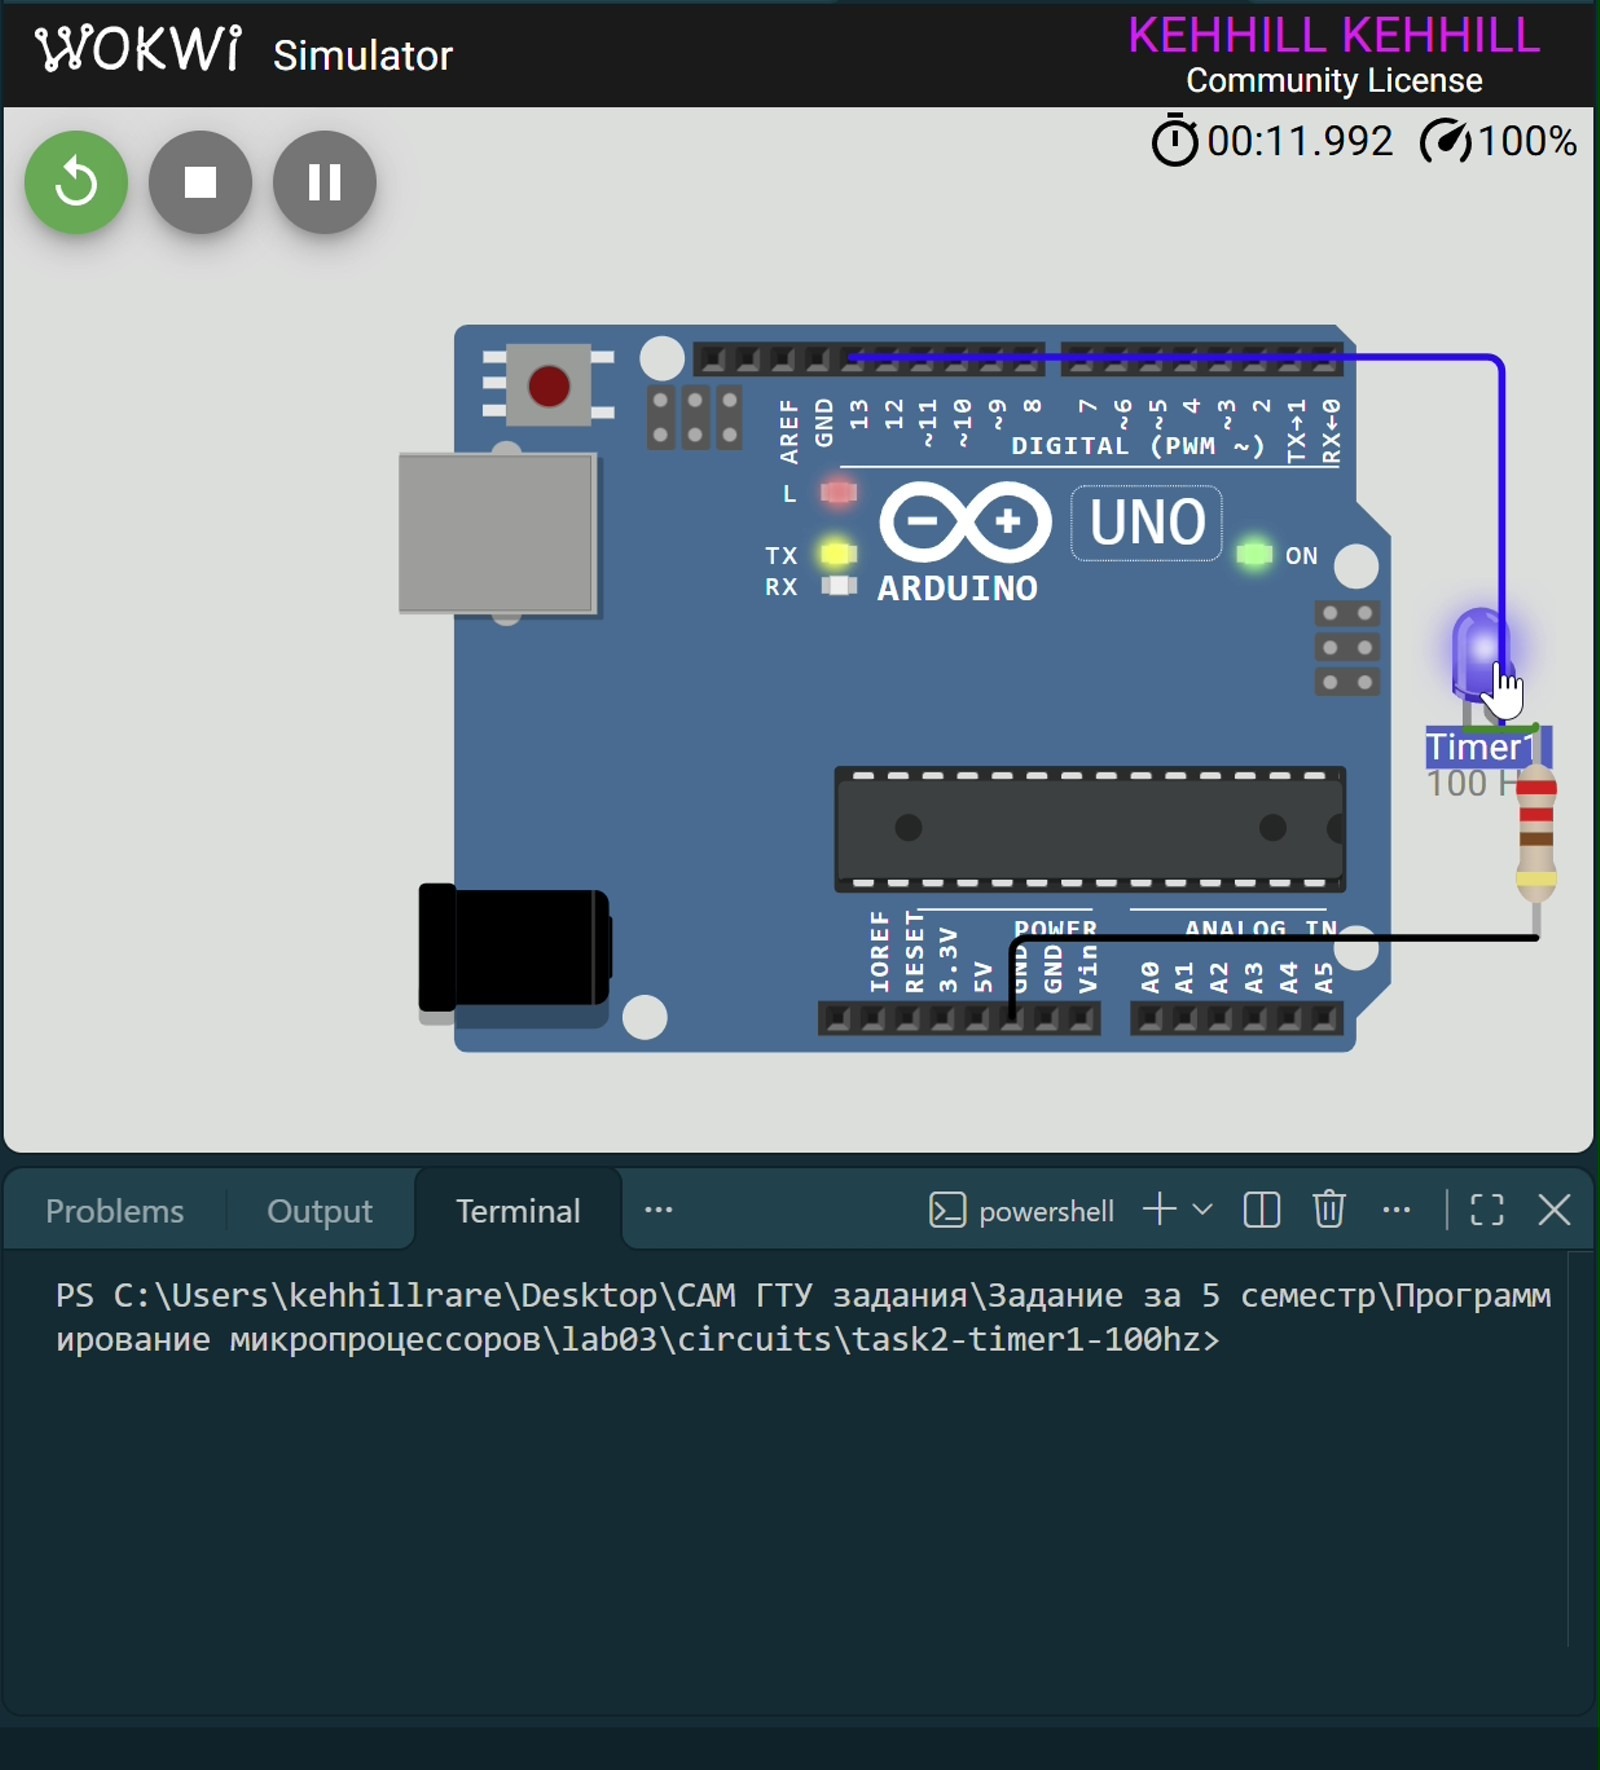 WOKWi Simulator
KEHHILL KEHHILL
Community License
00:11.992 100%
AREF GND 13 12 ~11 ~10 ~9 8 7 ~6 ~5 4 ~3 2 TX→1 RX←0
DIGITAL (PWM ~)
L
TX
RX
UNO
ON
ARDUINO
Timer1
100 H
POWER
ANALOG IN
IOREF RESET 3.3V 5V GND GND Vin A0 A1 A2 A3 A4 A5
Problems Output Terminal ··· powershell ···
PS C:\Users\kehhillrare\Desktop\САМ ГТУ задания\Задание за 5 семестр\Программ
ирование микропроцессоров\lab03\circuits\task2-timer1-100hz>